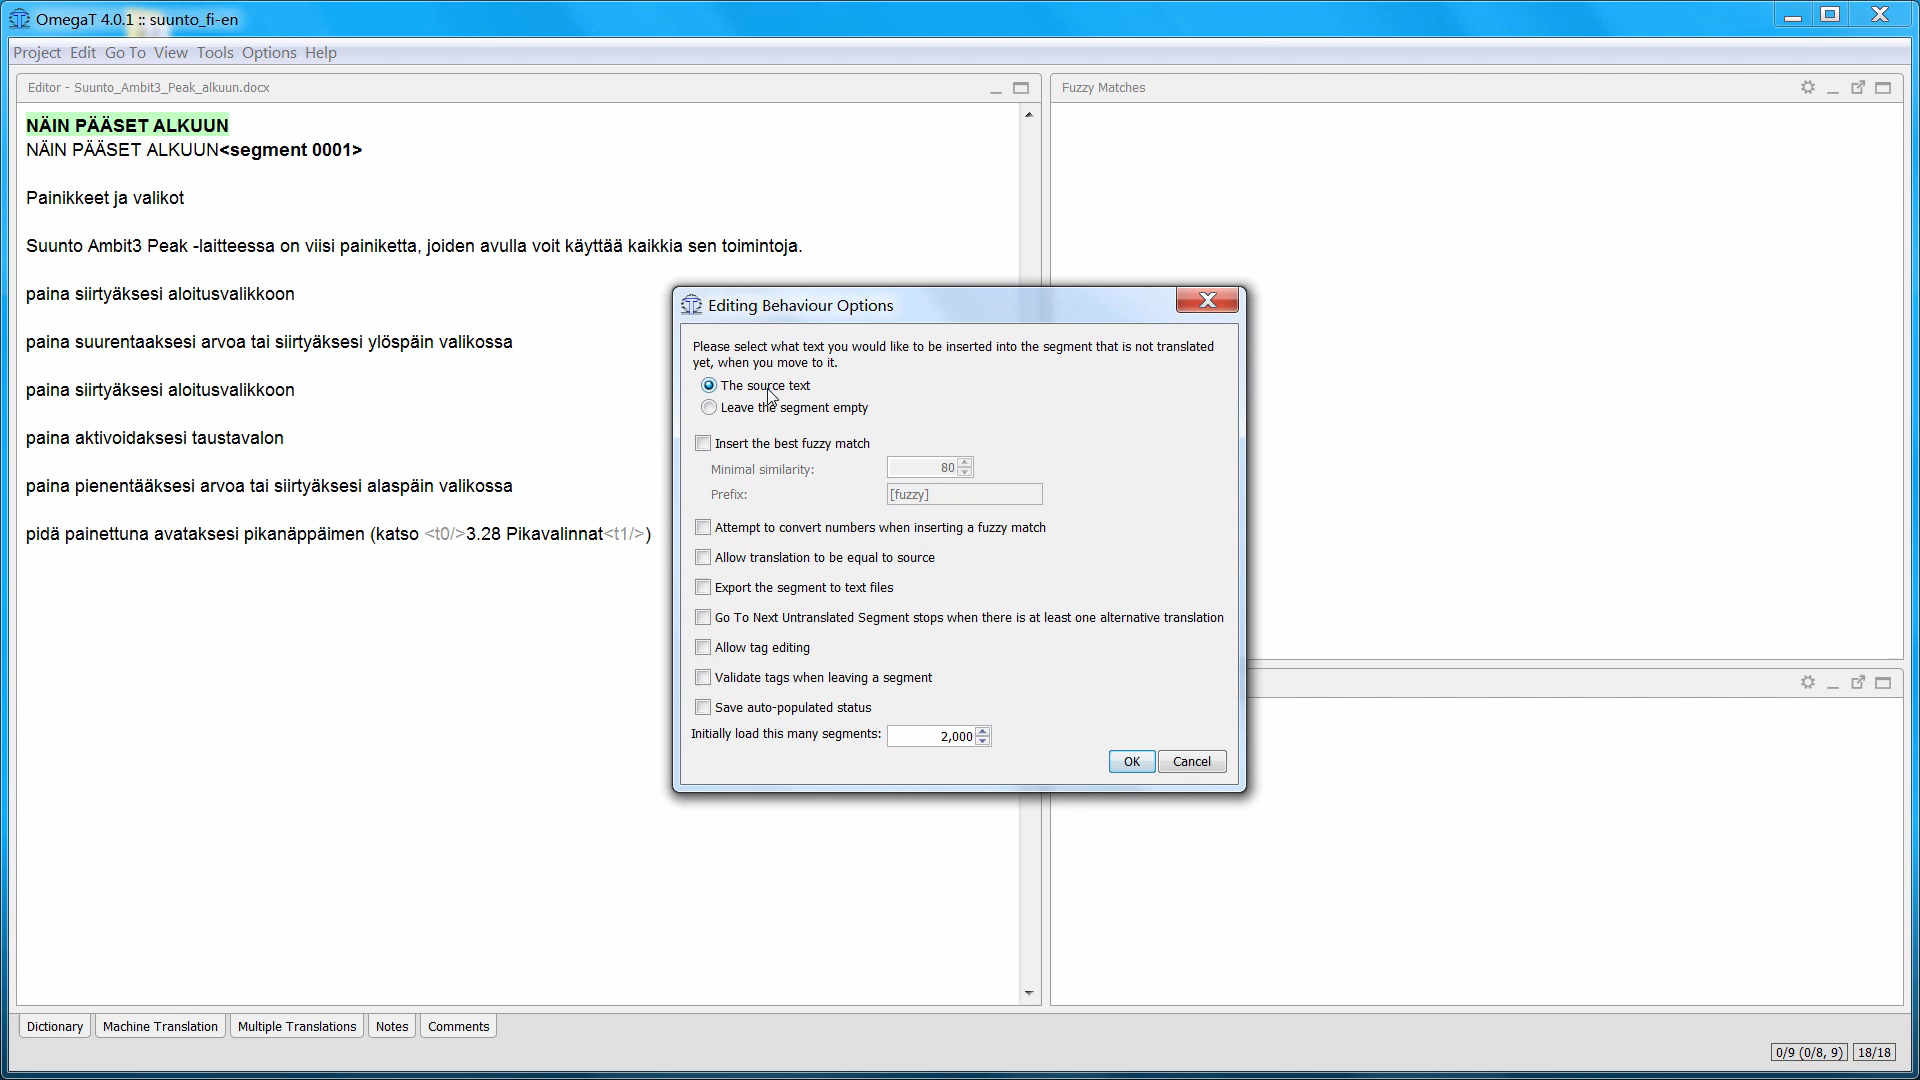 OmegaT 4.0.1 :: suunto_fi-en
Project Edit Go To View Tools Options Help
Editor - Suunto_Ambit3_Peak_alkuun.docx
NÄIN PÄÄSET ALKUUN
NÄIN PÄÄSET ALKUUN<segment 0001>
Painikkeet ja valikot
Suunto Ambit3 Peak -laitteessa on viisi painiketta, joiden avulla voit käyttää kaikkia sen toimintoja.
paina siirtyäksesi aloitusvalikkoon
paina suurentaaksesi arvoa tai siirtyäksesi ylöspäin valikossa
paina siirtyäksesi aloitusvalikkoon
paina aktivoidaksesi taustavalon
paina pienentääksesi arvoa tai siirtyäksesi alaspäin valikossa
pidä painettuna avataksesi pikanäppäimen (katso <t0/>3.28 Pikavalinnat<t1/>)
Fuzzy Matches
Editing Behaviour Options
Please select what text you would like to be inserted into the segment that is not translated
yet, when you move to it.
The source text
Leave the segment empty
Insert the best fuzzy match
Minimal similarity: 80
Prefix: [fuzzy]
Attempt to convert numbers when inserting a fuzzy match
Allow translation to be equal to source
Export the segment to text files
Go To Next Untranslated Segment stops when there is at least one alternative translation
Allow tag editing
Validate tags when leaving a segment
Save auto-populated status
Initially load this many segments: 2,000
OK Cancel
Dictionary Machine Translation Multiple Translations Notes Comments
0/9 (0/8, 9) 18/18